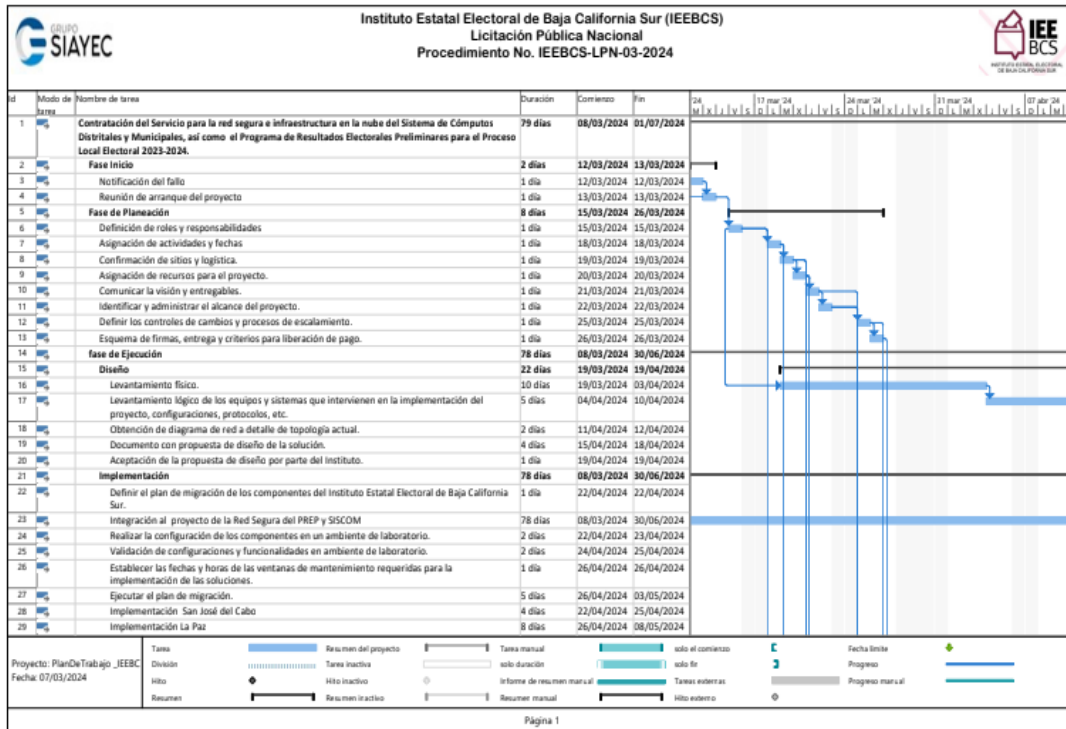 GRUPO
SIAYEC
Instituto Estatal Electoral de Baja California Sur (IEEBCS)
Licitación Pública Nacional
Procedimiento No. IEEBCS-LPN-03-2024
IEE
BCS
INSTITUTO ESTATAL ELECTORAL
DE BAJA CALIFORNIA SUR
Id Modo de tarea Nombre de tarea Duración Comienzo Fin '24 17 mar '24 24 mar '24 31 mar '24 07 abr '24
M X J V S D L M X J V S D L M X J V S D L M X J V S D L M
1 Contratación del Servicio para la red segura e infraestructura en la nube del Sistema de Cómputos 79 días 08/03/2024 01/07/2024
Distritales y Municipales, así como el Programa de Resultados Electorales Preliminares para el Proceso
Local Electoral 2023-2024.
2 Fase Inicio 2 días 12/03/2024 13/03/2024
3 Notificación del fallo 1 día 12/03/2024 12/03/2024
4 Reunión de arranque del proyecto 1 día 13/03/2024 13/03/2024
5 Fase de Planeación 8 días 15/03/2024 26/03/2024
6 Definición de roles y responsabilidades 1 día 15/03/2024 15/03/2024
7 Asignación de actividades y fechas 1 día 18/03/2024 18/03/2024
8 Confirmación de sitios y logística. 1 día 19/03/2024 19/03/2024
9 Asignación de recursos para el proyecto. 1 día 20/03/2024 20/03/2024
10 Comunicar la visión y entregables. 1 día 21/03/2024 21/03/2024
11 Identificar y administrar el alcance del proyecto. 1 día 22/03/2024 22/03/2024
12 Definir los controles de cambios y procesos de escalamiento. 1 día 25/03/2024 25/03/2024
13 Esquema de firmas, entrega y criterios para liberación de pago. 1 día 26/03/2024 26/03/2024
14 fase de Ejecución 78 días 08/03/2024 30/06/2024
15 Diseño 22 días 19/03/2024 19/04/2024
16 Levantamiento físico. 10 días 19/03/2024 03/04/2024
17 Levantamiento lógico de los equipos y sistemas que intervienen en la implementación del 5 días 04/04/2024 10/04/2024
proyecto, configuraciones, protocolos, etc.
18 Obtención de diagrama de red a detalle de topología actual. 2 días 11/04/2024 12/04/2024
19 Documento con propuesta de diseño de la solución. 4 días 15/04/2024 18/04/2024
20 Aceptación de la propuesta de diseño por parte del Instituto. 1 día 19/04/2024 19/04/2024
21 Implementación 78 días 08/03/2024 30/06/2024
22 Definir el plan de migración de los componentes del Instituto Estatal Electoral de Baja California 1 día 22/04/2024 22/04/2024
Sur.
23 Integración al proyecto de la Red Segura del PREP y SISCOM 78 días 08/03/2024 30/06/2024
24 Realizar la configuración de los componentes en un ambiente de laboratorio. 2 días 22/04/2024 23/04/2024
25 Validación de configuraciones y funcionalidades en ambiente de laboratorio. 2 días 24/04/2024 25/04/2024
26 Establecer las fechas y horas de las ventanas de mantenimiento requeridas para la 1 día 26/04/2024 26/04/2024
implementación de las soluciones.
27 Ejecutar el plan de migración. 5 días 26/04/2024 03/05/2024
28 Implementación San José del Cabo 4 días 22/04/2024 25/04/2024
29 Implementación La Paz 8 días 26/04/2024 08/05/2024
Proyecto: PlanDeTrabajo _IEEBC
Fecha: 07/03/2024
Tarea Resumen del proyecto Tarea manual solo el comienzo Fecha límite
División Tarea inactiva solo duración solo fin Progreso
Hito Hito inactivo Informe de resumen manual Tareas externas Progreso manual
Resumen Resumen inactivo Resumen manual Hito externo
Página 1